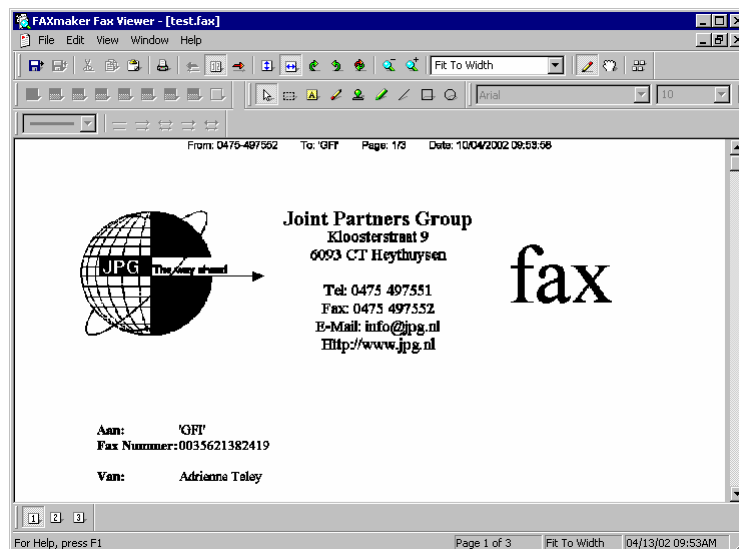 FAXmaker Fax Viewer - [test.fax]
File Edit View Window Help
Fit To Width
A
Arial 10
From: 0475-497552 To: 'GFI' Page: 1/3 Date: 10/04/2002 09:53:58
Joint Partners Group
Kloosterstraat 9
6093 CT Heythuysen
JPG The way ahead
fax
Tel: 0475 497551
Fax: 0475 497552
E-Mail: info@jpg.nl
Http://www.jpg.nl
Aan: 'GFI'
Fax Nummer: 0035621382419
Van: Adrienne Teley
1 2 3
For Help, press F1 Page 1 of 3 Fit To Width 04/13/02 09:53AM